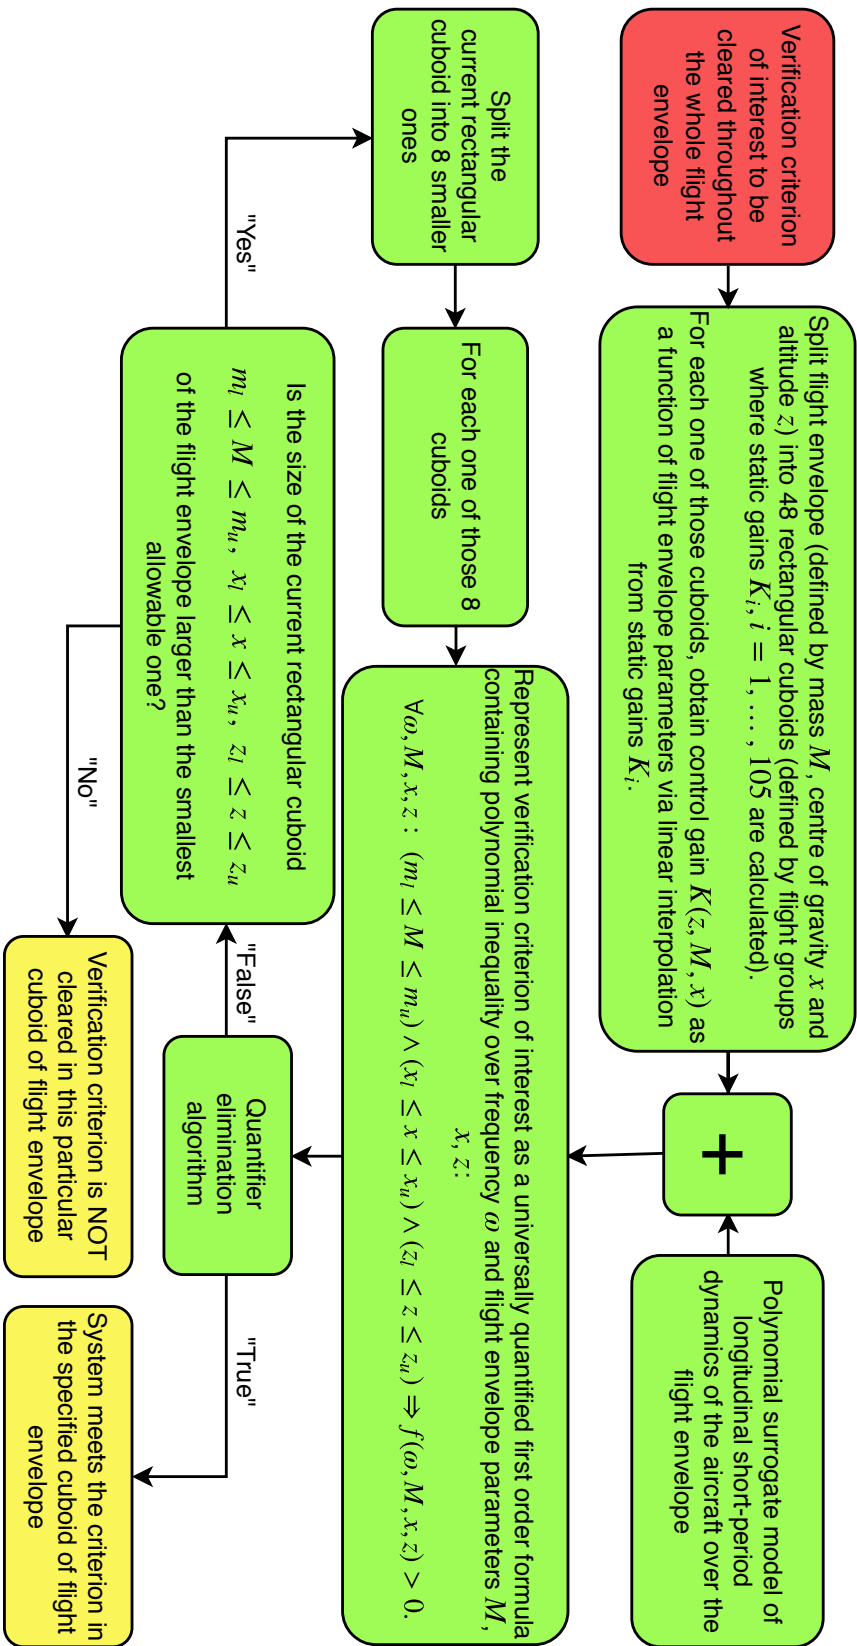 Verification criterion
of interest to be
cleared throughout
the whole flight
envelope
Split flight envelope (defined by mass M, centre of gravity x and
altitude z) into 48 rectangular cuboids (defined by flight groups
where static gains K_i, i = 1, …, 105 are calculated).
For each one of those cuboids, obtain control gain K(z, M, x) as
a function of flight envelope parameters via linear interpolation
from static gains K_i.
+
Polynomial surrogate model of
longitudinal short-period
dynamics of the aircraft over the
flight envelope
Split the
current rectangular
cuboid into 8 smaller
ones
For each one of those 8
cuboids
Represent verification criterion of interest as a universally quantified first order formula
containing polynomial inequality over frequency ω and flight envelope parameters M,
x, z:
∀ω, M, x, z : (m_l ≤ M ≤ m_u) ∧ (x_l ≤ x ≤ x_u) ∧ (z_l ≤ z ≤ z_u) ⇒ f(ω, M, x, z) > 0.
"Yes"
Is the size of the current rectangular cuboid
m_l ≤ M ≤ m_u, x_l ≤ x ≤ x_u, z_l ≤ z ≤ z_u
of the flight envelope larger than the smallest
allowable one?
"False"
Quantifier
elimination
algorithm
"True"
"No"
Verification criterion is NOT
cleared in this particular
cuboid of flight envelope
System meets the criterion in
the specified cuboid of flight
envelope